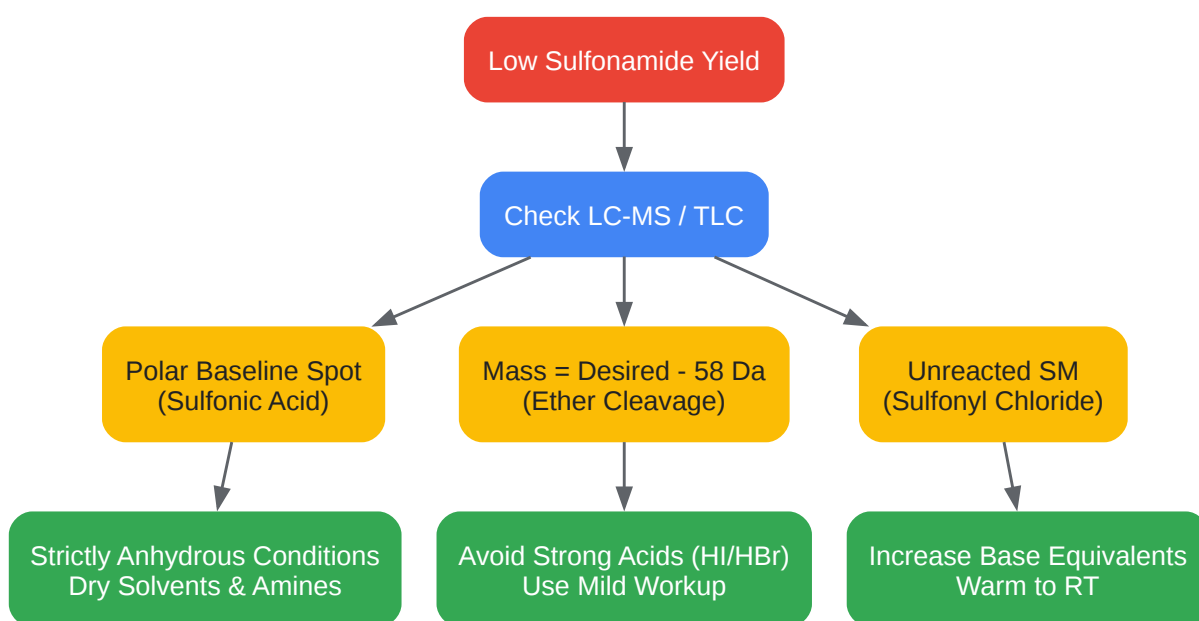 Low Sulfonamide Yield
Check LC-MS / TLC
Polar Baseline Spot
(Sulfonic Acid)
Mass = Desired - 58 Da
(Ether Cleavage)
Unreacted SM
(Sulfonyl Chloride)
Strictly Anhydrous Conditions
Dry Solvents & Amines
Avoid Strong Acids (HI/HBr)
Use Mild Workup
Increase Base Equivalents
Warm to RT